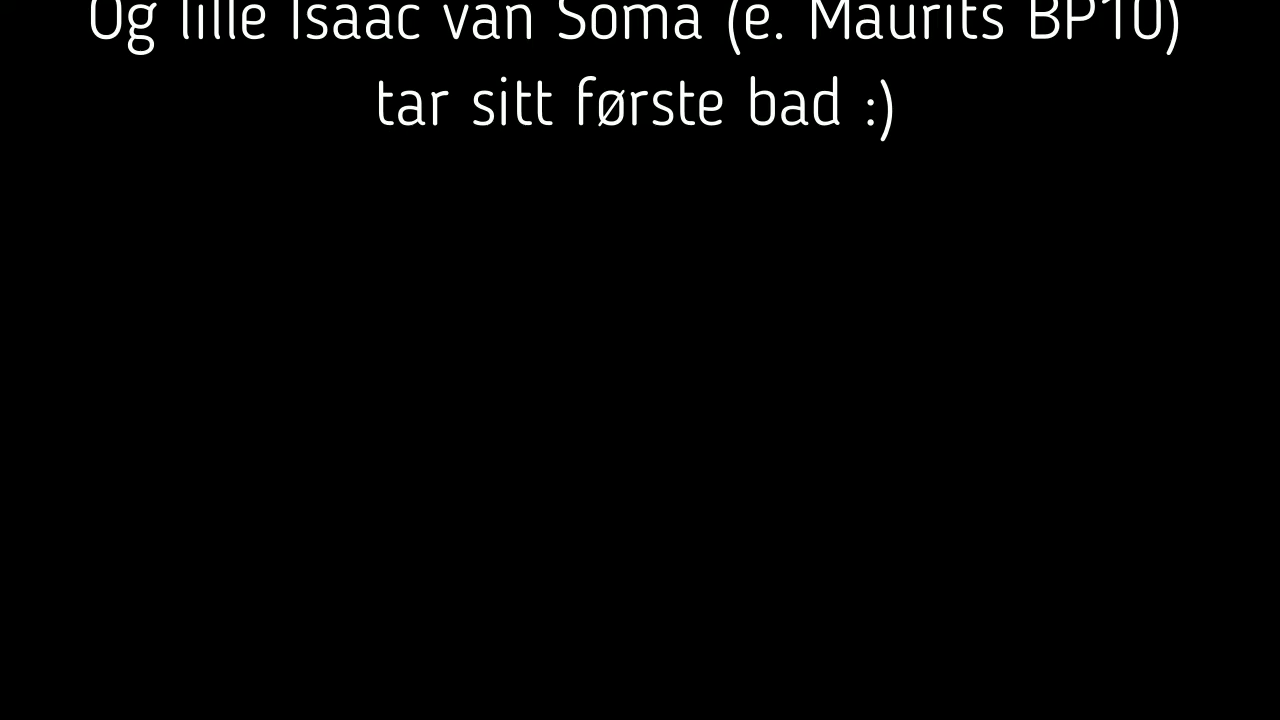 Og lille Isaac van Soma (e. Maurits BP10)
tar sitt første bad :)